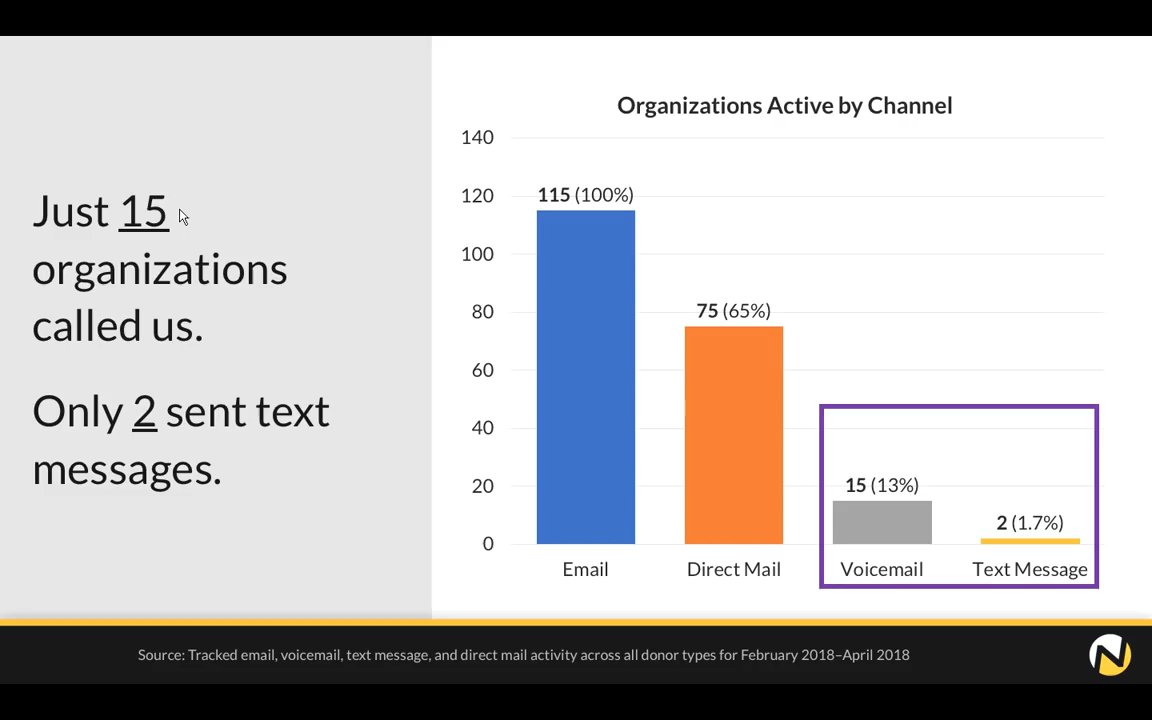 Just 15
organizations
called us.
Only 2 sent text
messages.
Organizations Active by Channel
140
120
100
80
60
40
20
0
115 (100%)
75 (65%)
15 (13%)
2 (1.7%)
Email
Direct Mail
Voicemail
Text Message
Source: Tracked email, voicemail, text message, and direct mail activity across all donor types for February 2018–April 2018
N